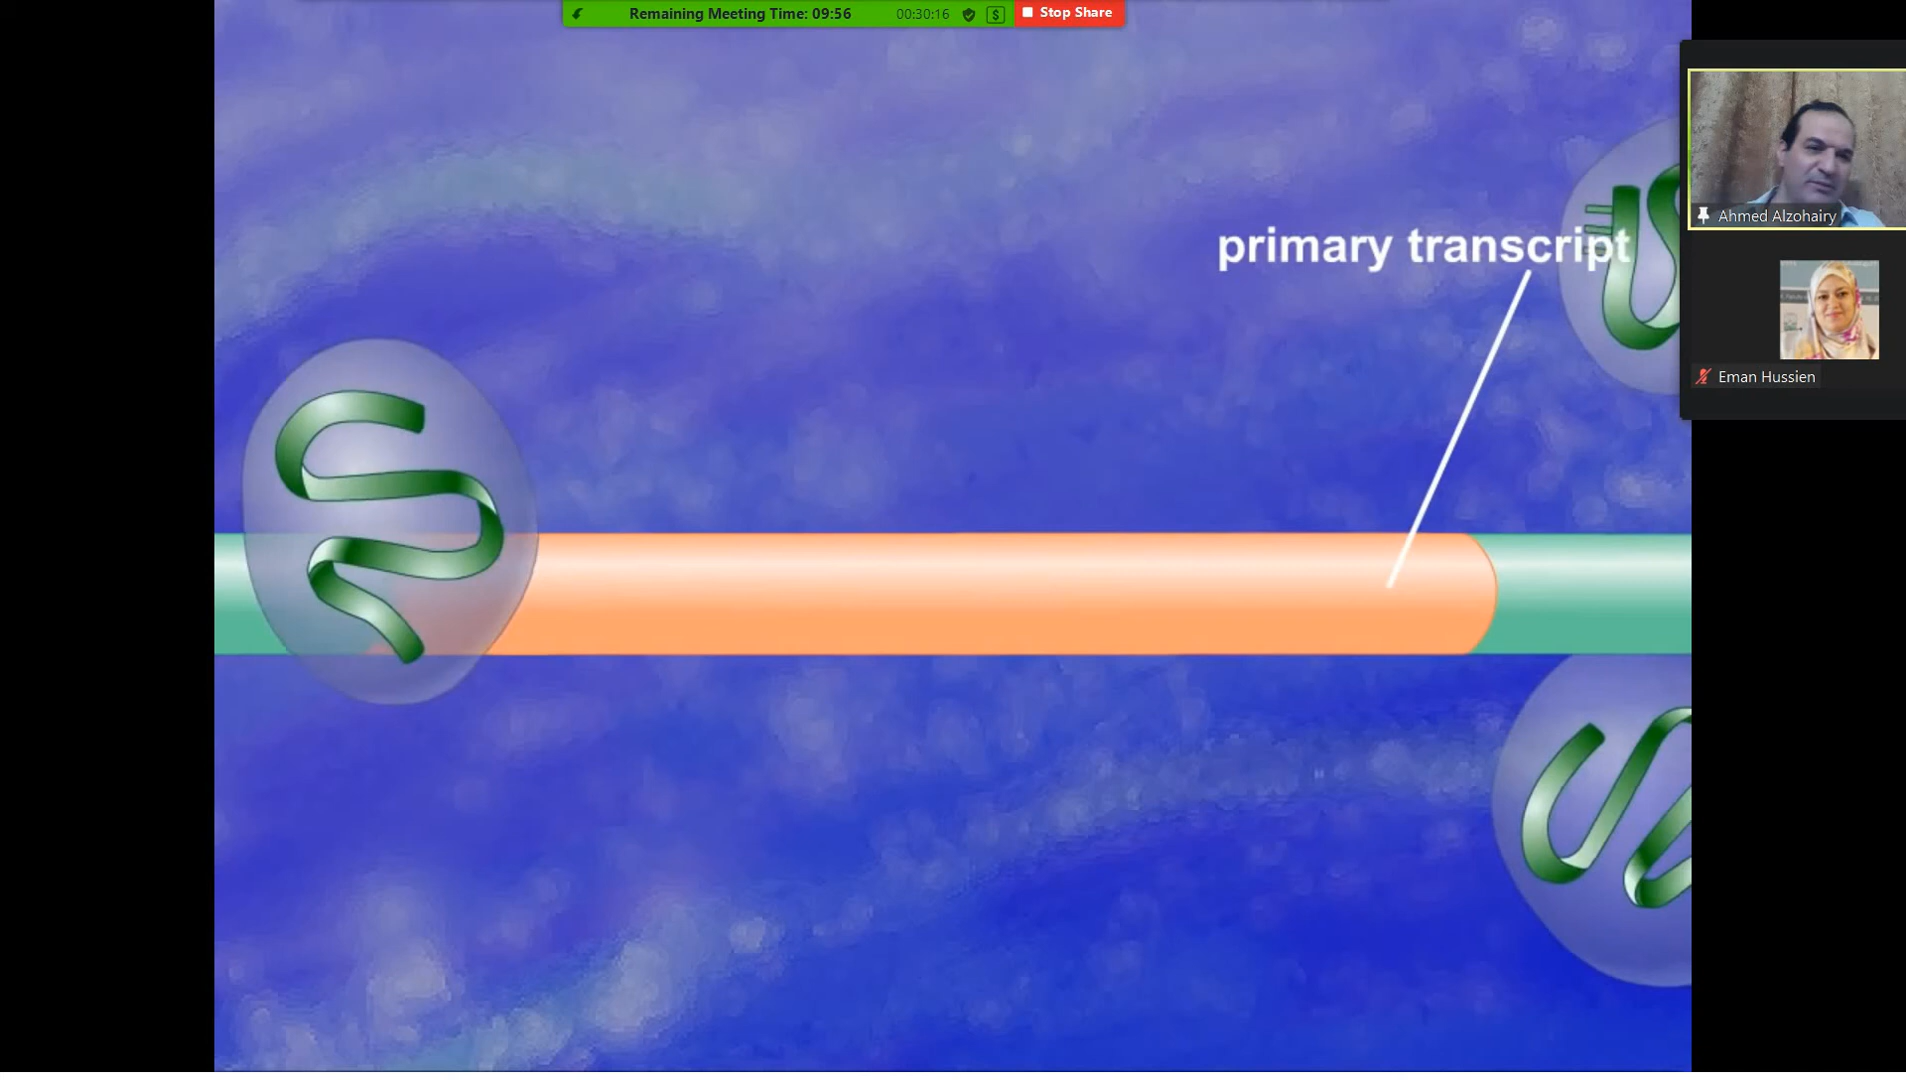 Remaining Meeting Time: 09:56
00:30:16
$
Stop Share
primary transcript
Ahmed Alzohairy
Eman Hussien